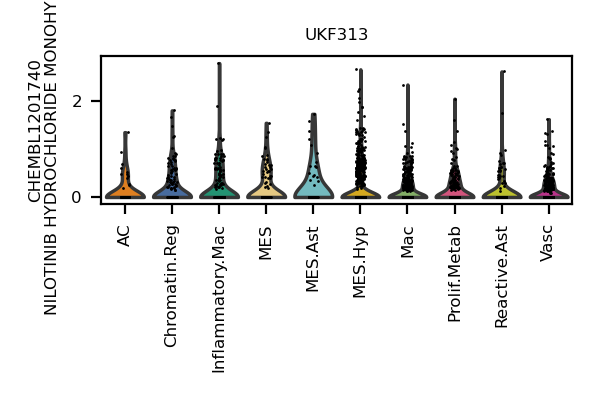 UKF313
CHEMBL1201740
NILOTINIB HYDROCHLORIDE MONOHY
2
0
AC
Chromatin.Reg
Inflammatory.Mac
MES
MES.Ast
MES.Hyp
Mac
Prolif.Metab
Reactive.Ast
Vasc